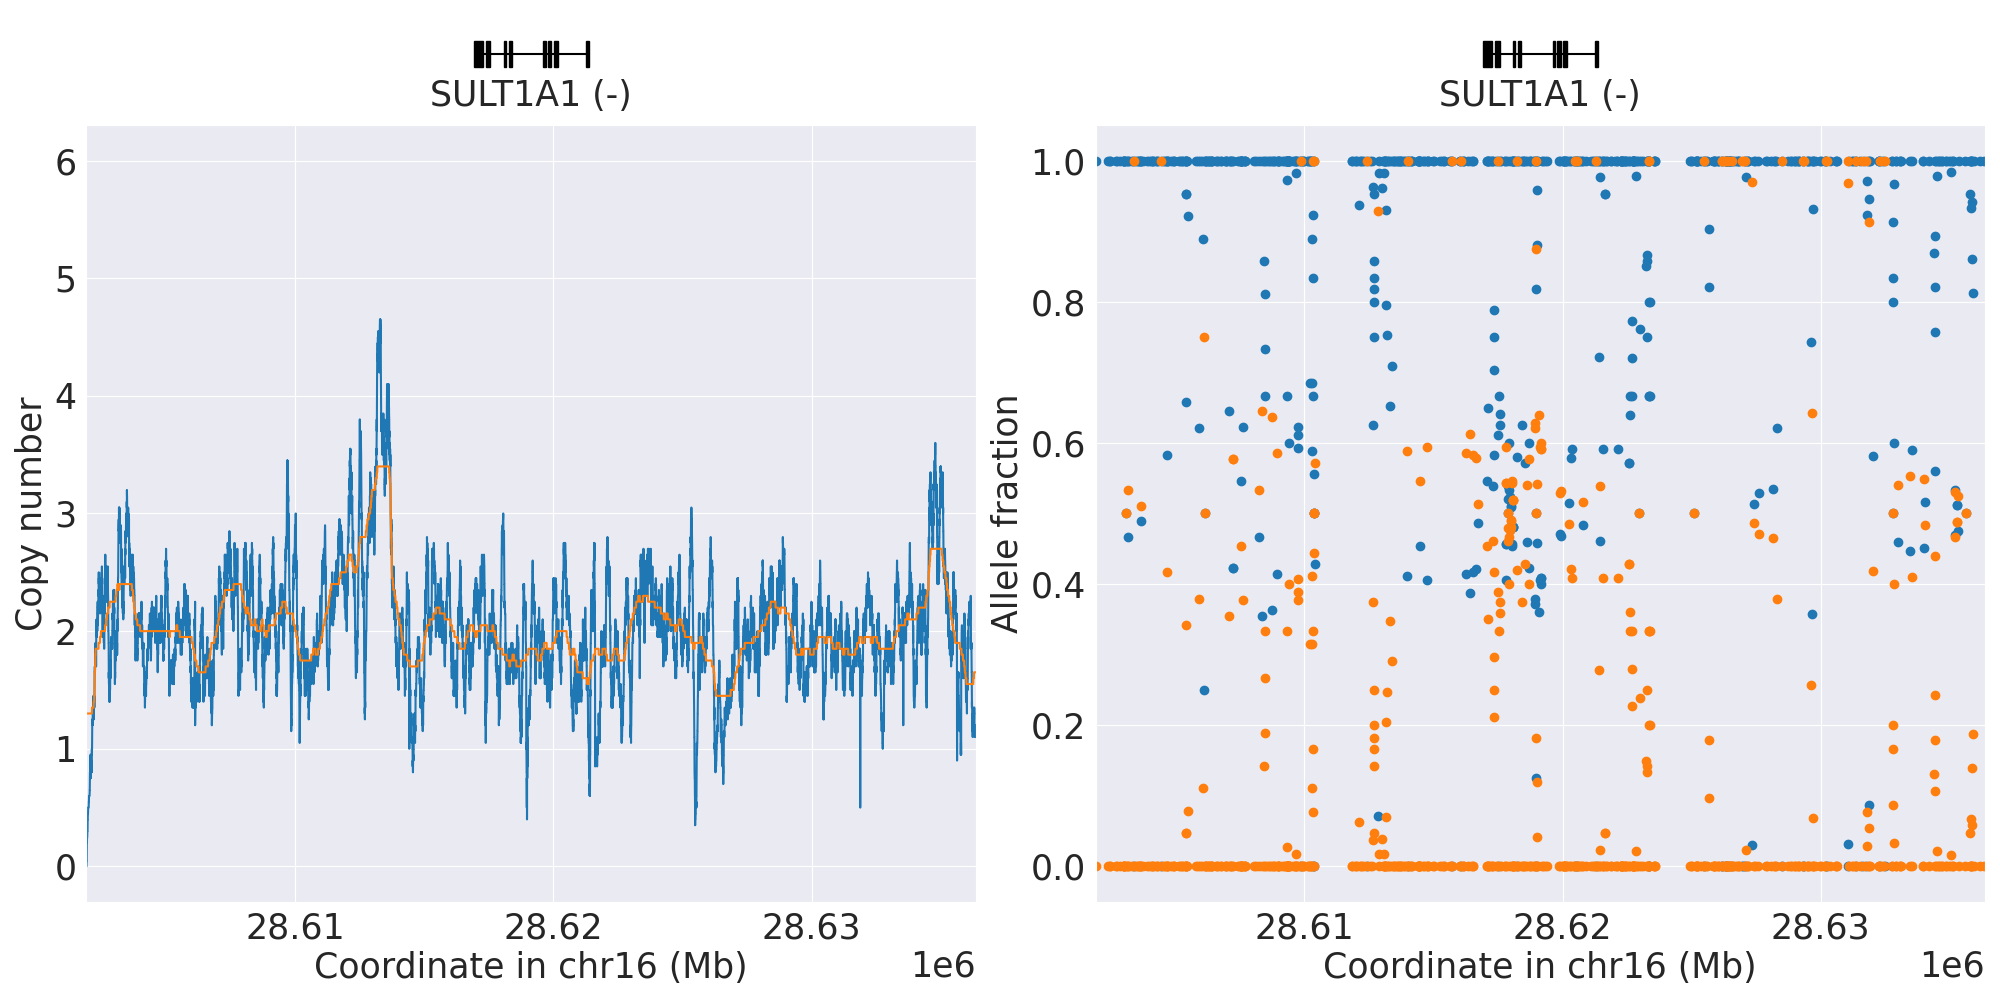 SULT1A1 (-)
6
5
4
3
2
1
0
Copy number
28.61
28.62
28.63
Coordinate in chr16 (Mb)
1e6
SULT1A1 (-)
1.0
0.8
0.6
0.4
0.2
0.0
Allele fraction
28.61
28.62
28.63
Coordinate in chr16 (Mb)
1e6